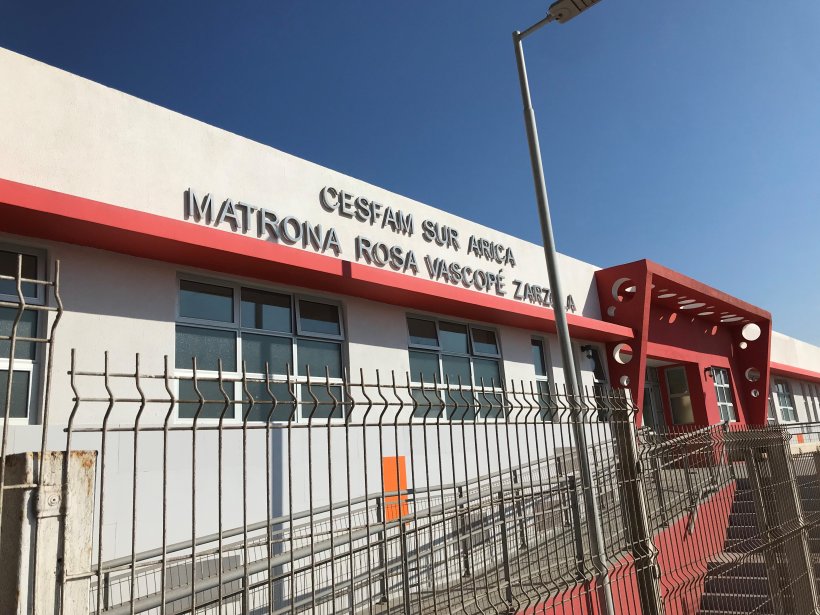 CESFAM SUR ARICA
MATRONA ROSA VASCOPÉ